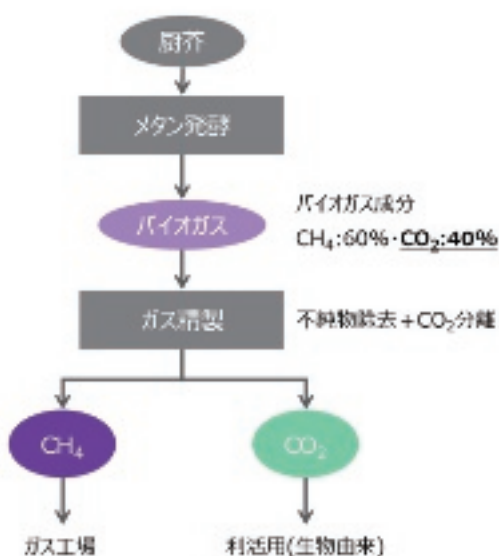 厨芥
メタン発酵
バイオガス
バイオガス成分
CH₄:60%・CO₂:40%
ガス精製
不純物除去+CO₂分離
CH₄
CO₂
ガス工場
利活用(生物由来)